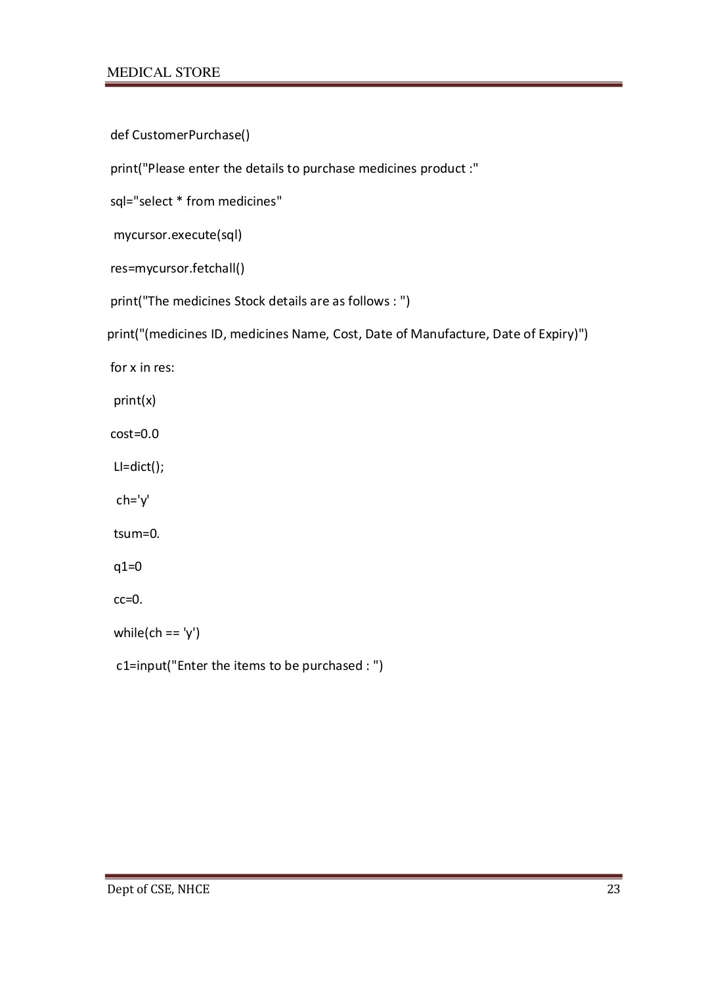 MEDICAL STORE
def CustomerPurchase()
print("Please enter the details to purchase medicines product :"
sql="select * from medicines"
mycursor.execute(sql)
res=mycursor.fetchall()
print("The medicines Stock details are as follows : ")
print("(medicines ID, medicines Name, Cost, Date of Manufacture, Date of Expiry)")
for x in res:
print(x)
cost=0.0
LI=dict();
ch='y'
tsum=0.
q1=0
cc=0.
while(ch == 'y')
c1=input("Enter the items to be purchased : ")
Dept of CSE, NHCE 23